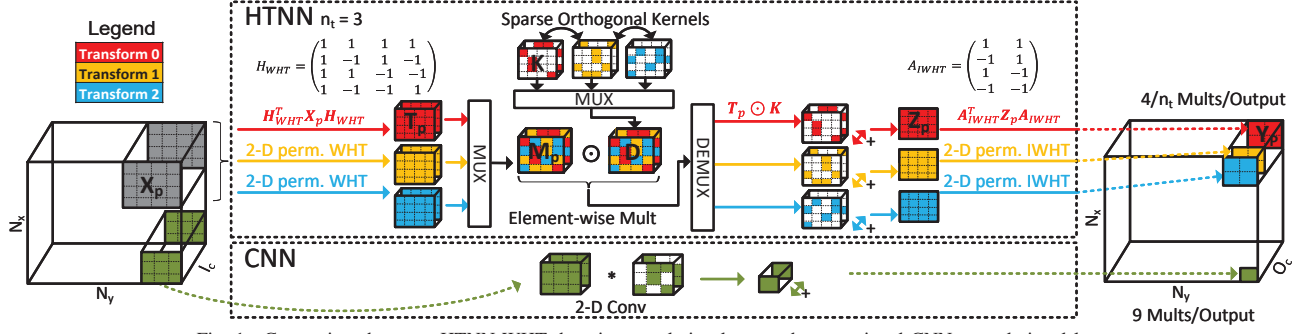 Legend
Transform 0
Transform 1
Transform 2
HTNN n_t = 3
Sparse Orthogonal Kernels
H_WHT = ( 1 1 1 1
1 -1 1 -1
1 1 -1 -1
1 -1 -1 1 )
K
MUX
A_IWHT = ( 1 1
1 -1
-1 1
-1 -1 )
4/n_t Mults/Output
H^T_WHT X_p H_WHT
T_p
2-D perm. WHT
2-D perm. WHT
MUX
M_p ⊙ D
Element-wise Mult
DEMUX
T_p ⊙ K
+
+
+
Z_p
A^T_IWHT Z_p A_IWHT
2-D perm. IWHT
2-D perm. IWHT
X_p
N_x
N_y
I_c
Y_p
N_x
N_y
O_c
CNN
*
2-D Conv
+
9 Mults/Output